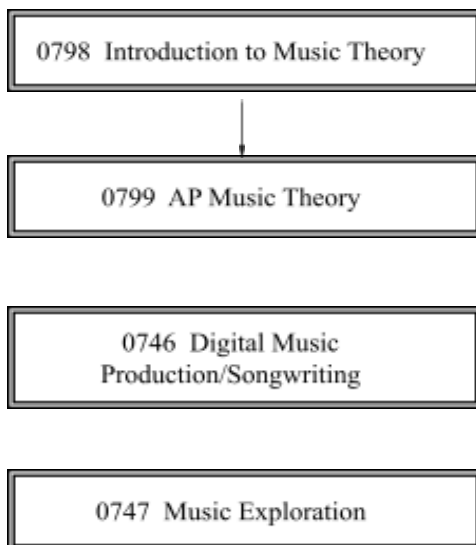 0798 Introduction to Music Theory
0799 AP Music Theory
0746 Digital Music
Production/Songwriting
0747 Music Exploration